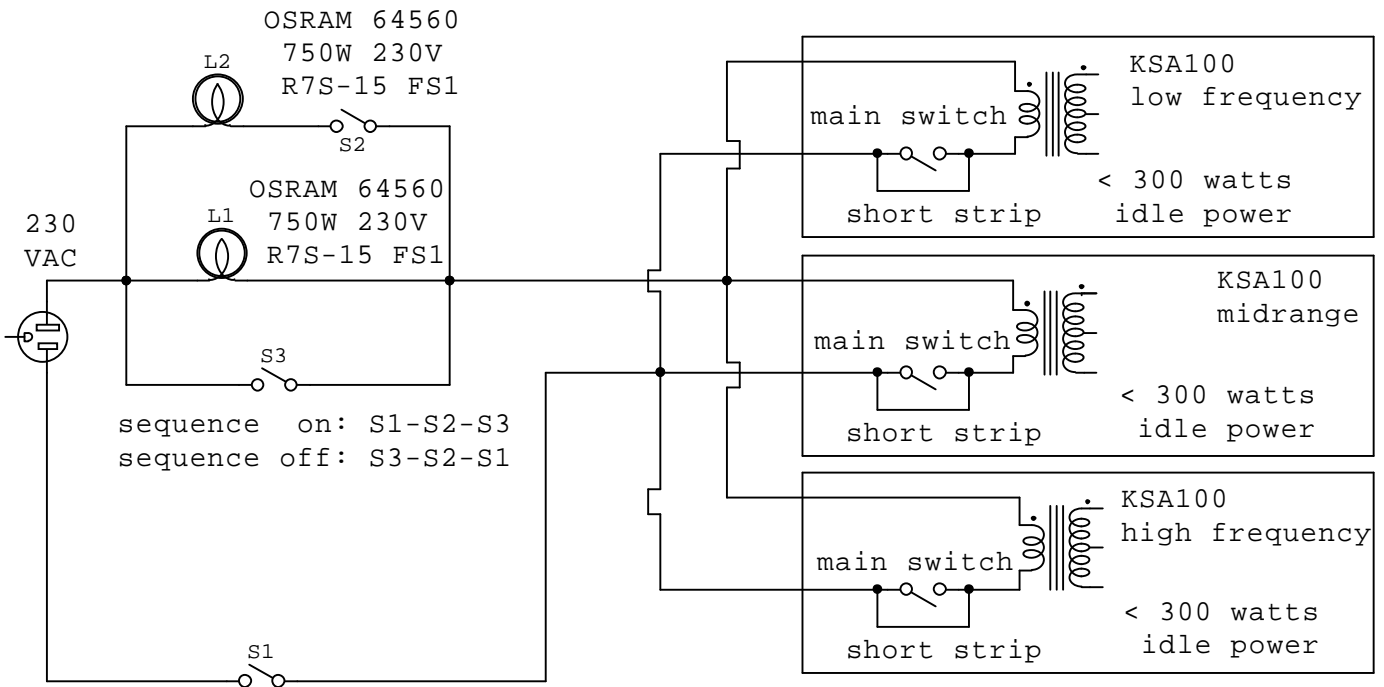 OSRAM 64560
750W 230V
R7S-15 FS1
L2
S2
OSRAM 64560
750W 230V
R7S-15 FS1
L1
230
VAC
S3
sequence on: S1-S2-S3
sequence off: S3-S2-S1
S1
KSA100
low frequency
main switch
short strip
< 300 watts
idle power
KSA100
midrange
main switch
short strip
< 300 watts
idle power
KSA100
high frequency
main switch
short strip
< 300 watts
idle power